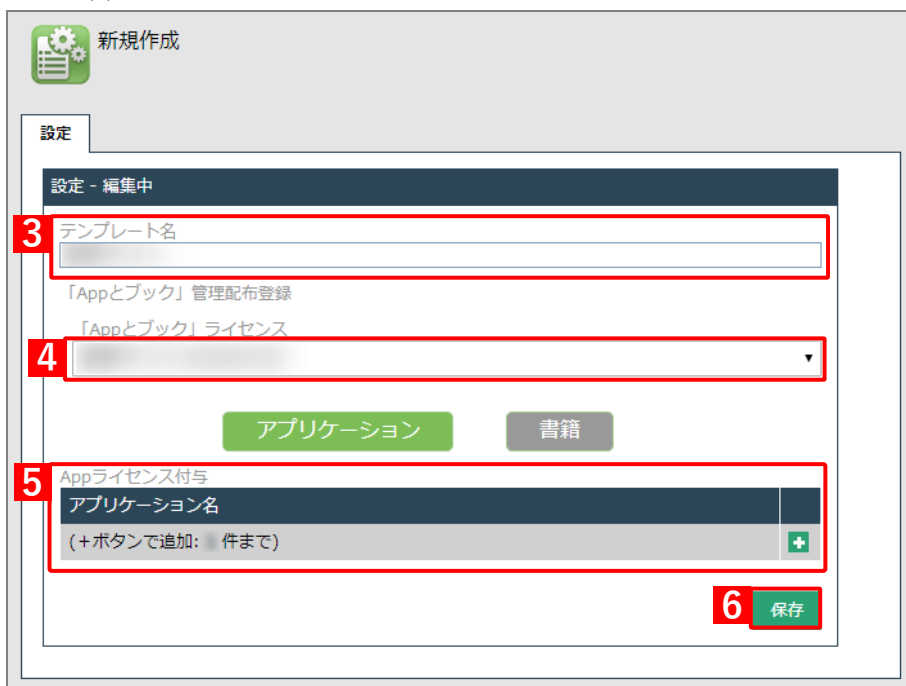 新規作成
設定
設定 - 編集中
3
テンプレート名
「Appとブック」管理配布登録
「Appとブック」ライセンス
4
アプリケーション 書籍
5
Appライセンス付与
アプリケーション名
(+ボタンで追加: 件まで)
6
保存